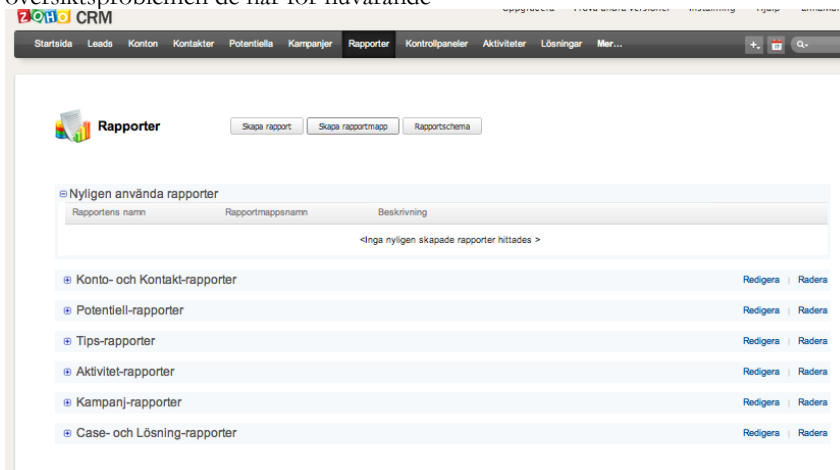 översiktsproblemen de har för nuvarande
ZOHO CRM
Uppgradera Prova andra versioner Inställning Hjälp
Startsida Leads Konton Kontakter Potentiella Kampanjer Rapporter Kontrollpaneler Aktiviteter Lösningar Mer...
Rapporter Skapa rapport Skapa rapportmapp Rapportschema
Nyligen använda rapporter
Rapportens namn Rapportmappsnamn Beskrivning
<Inga nyligen skapade rapporter hittades >
Konto- och Kontakt-rapporter Redigera | Radera
Potentiell-rapporter Redigera | Radera
Tips-rapporter Redigera | Radera
Aktivitet-rapporter Redigera | Radera
Kampanj-rapporter Redigera | Radera
Case- och Lösning-rapporter Redigera | Radera